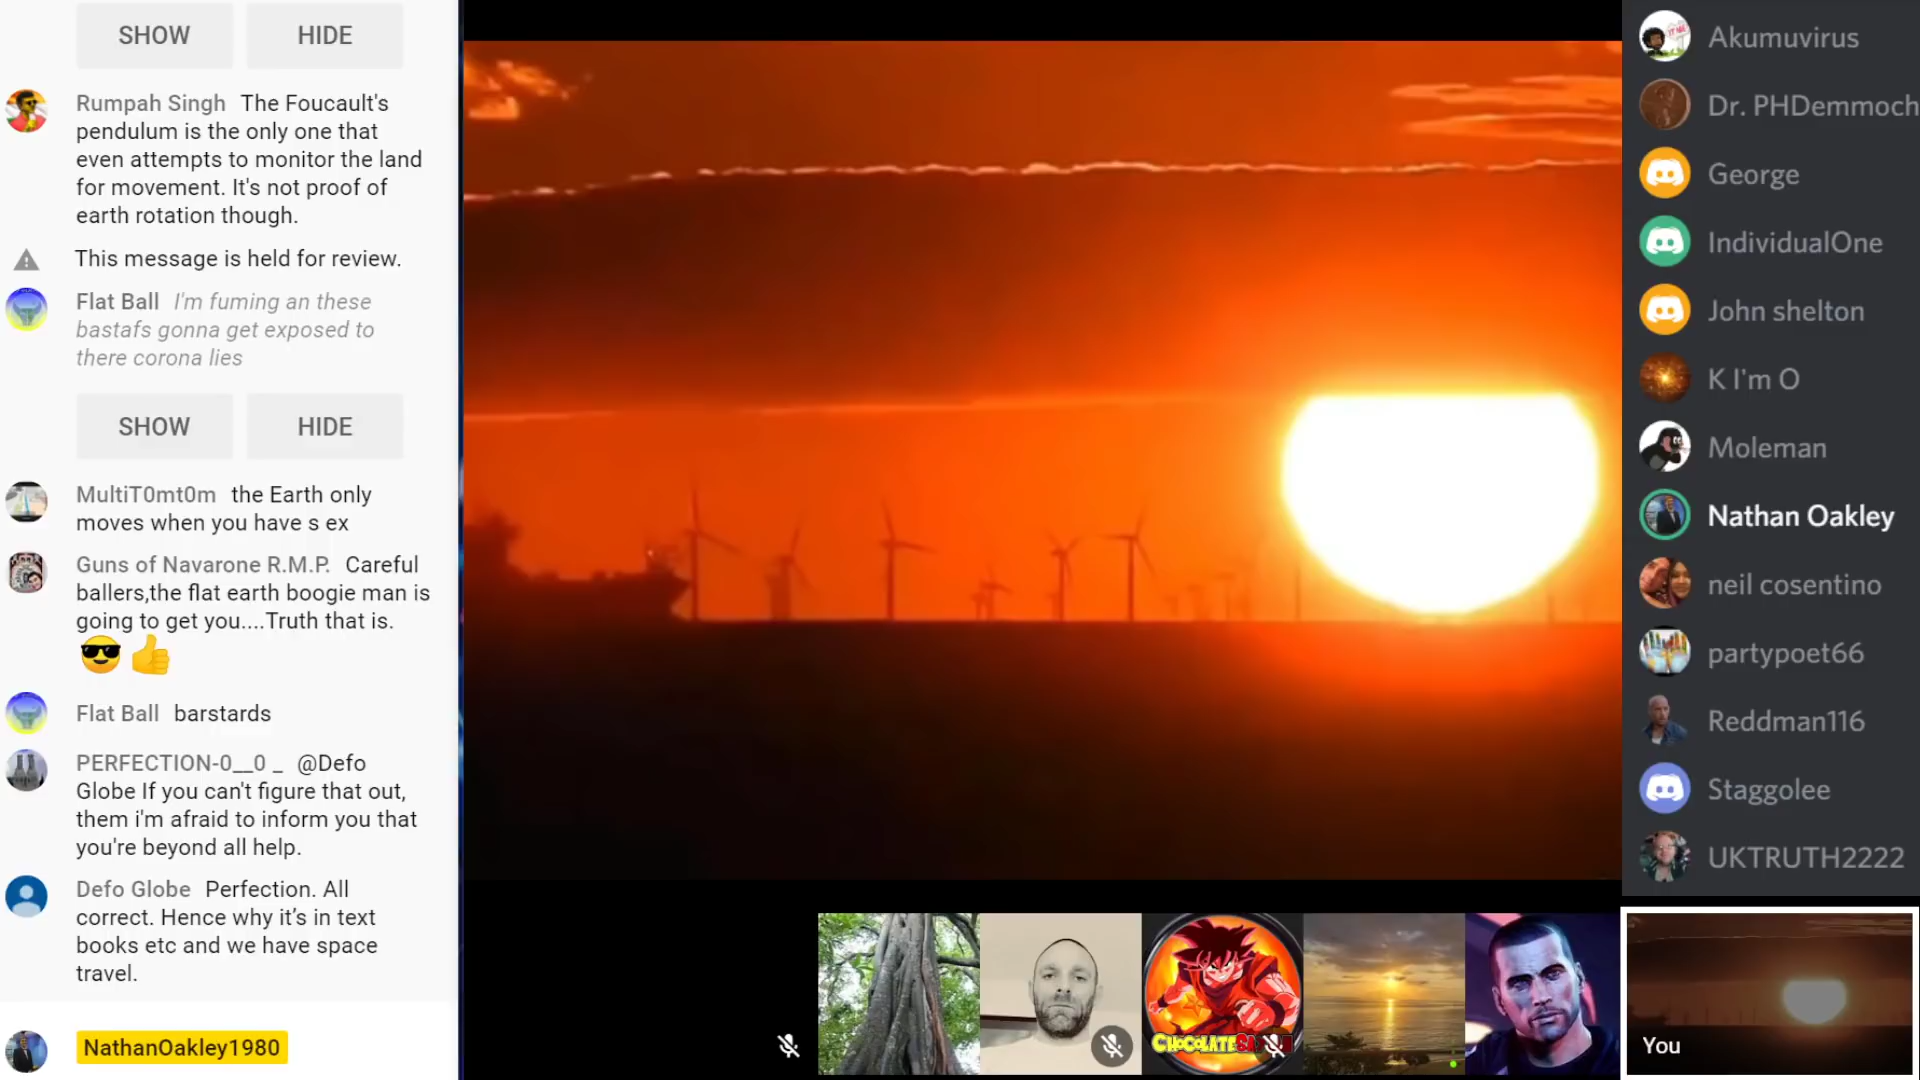 SHOW HIDE
Rumpah Singh The Foucault's
pendulum is the only one that
even attempts to monitor the land
for movement. It's not proof of
earth rotation though.
This message is held for review.
Flat Ball I'm fuming an these
bastafs gonna get exposed to
there corona lies
SHOW HIDE
MultiT0mt0m the Earth only
moves when you have s ex
Guns of Navarone R.M.P. Careful
ballers,the flat earth boogie man is
going to get you....Truth that is.
Flat Ball barstards
PERFECTION-0__0 _ @Defo
Globe If you can't figure that out,
them i'm afraid to inform you that
you're beyond all help.
Defo Globe Perfection. All
correct. Hence why it's in text
books etc and we have space
travel.
NathanOakley1980
Akumuvirus
Dr. PHDemmoch
George
IndividualOne
John shelton
K I'm O
Moleman
Nathan Oakley
neil cosentino
partypoet66
Reddman116
Staggolee
UKTRUTH2222
You